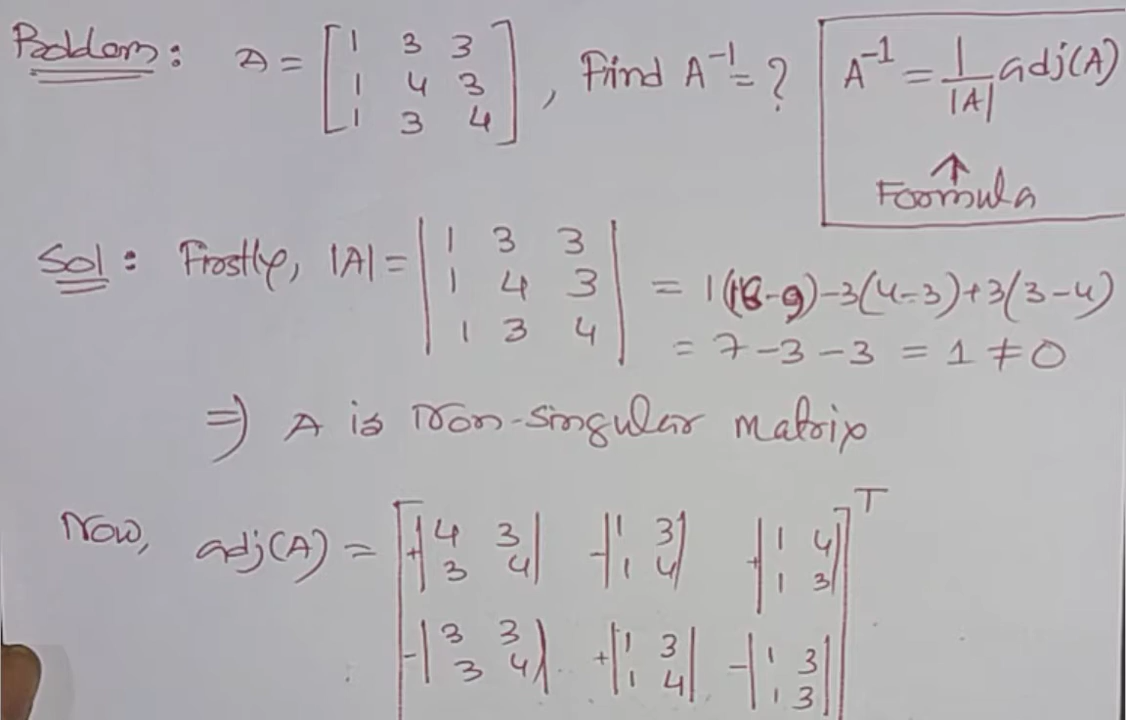 Problem: A = [1 3 3; 1 4 3; 1 3 4], Find A⁻¹ = ?
A⁻¹ = 1/|A| adj(A)
↑
Formula
Sol: Firstly, |A| = |1 3 3; 1 4 3; 1 3 4| = 1(16-9)-3(4-3)+3(3-4)
= 7-3-3 = 1 ≠ 0
⇒ A is Non-singular matrix
Now, adj(A) = [+|4 3; 3 4| -|1 3; 1 4| +|1 4; 1 3|
-|3 3; 3 4| +|1 3; 1 4| -|1 3; 1 3|]ᵀ